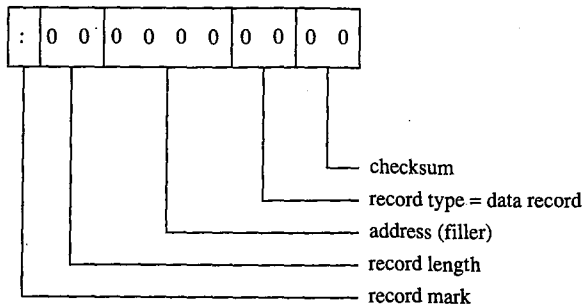 : 0 0 0 0 0 0 0 0 0 0
checksum
record type = data record
address (filler)
record length
record mark